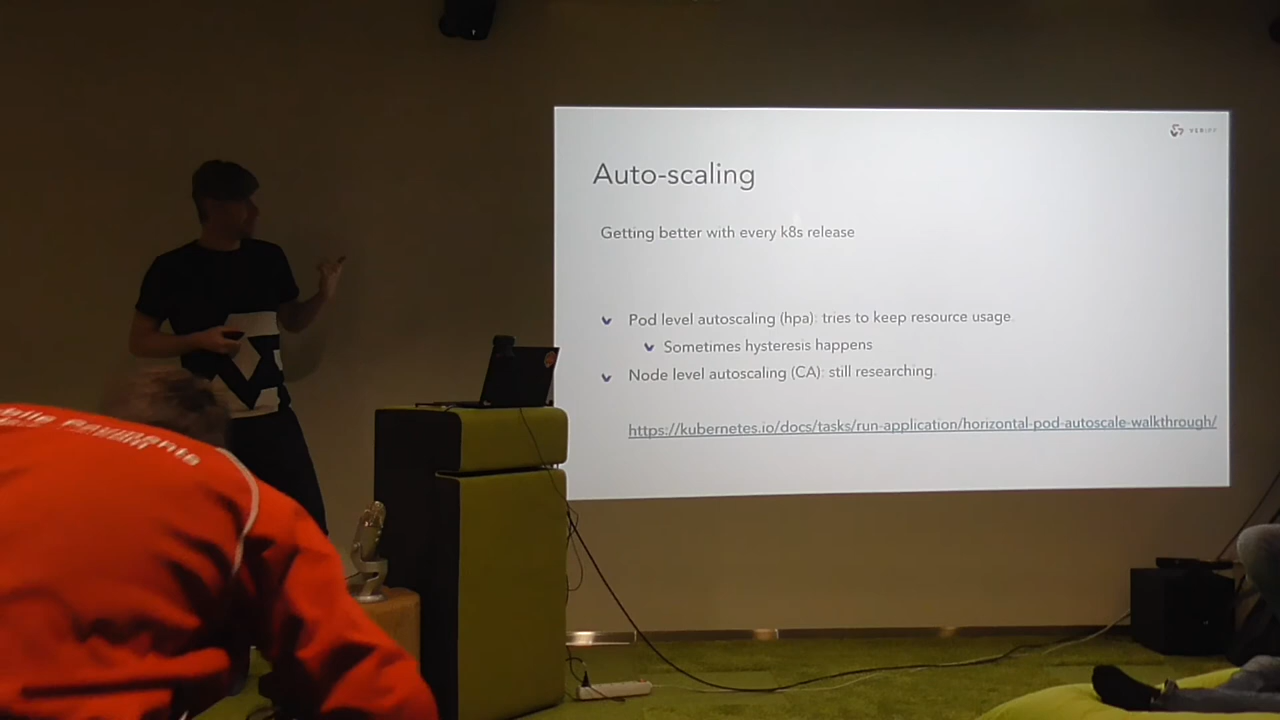 VERIFF
Auto-scaling
Getting better with every k8s release
Pod level autoscaling (hpa): tries to keep resource usage.
Sometimes hysteresis happens
Node level autoscaling (CA): still researching.
https://kubernetes.io/docs/tasks/run-application/horizontal-pod-autoscale-walkthrough/